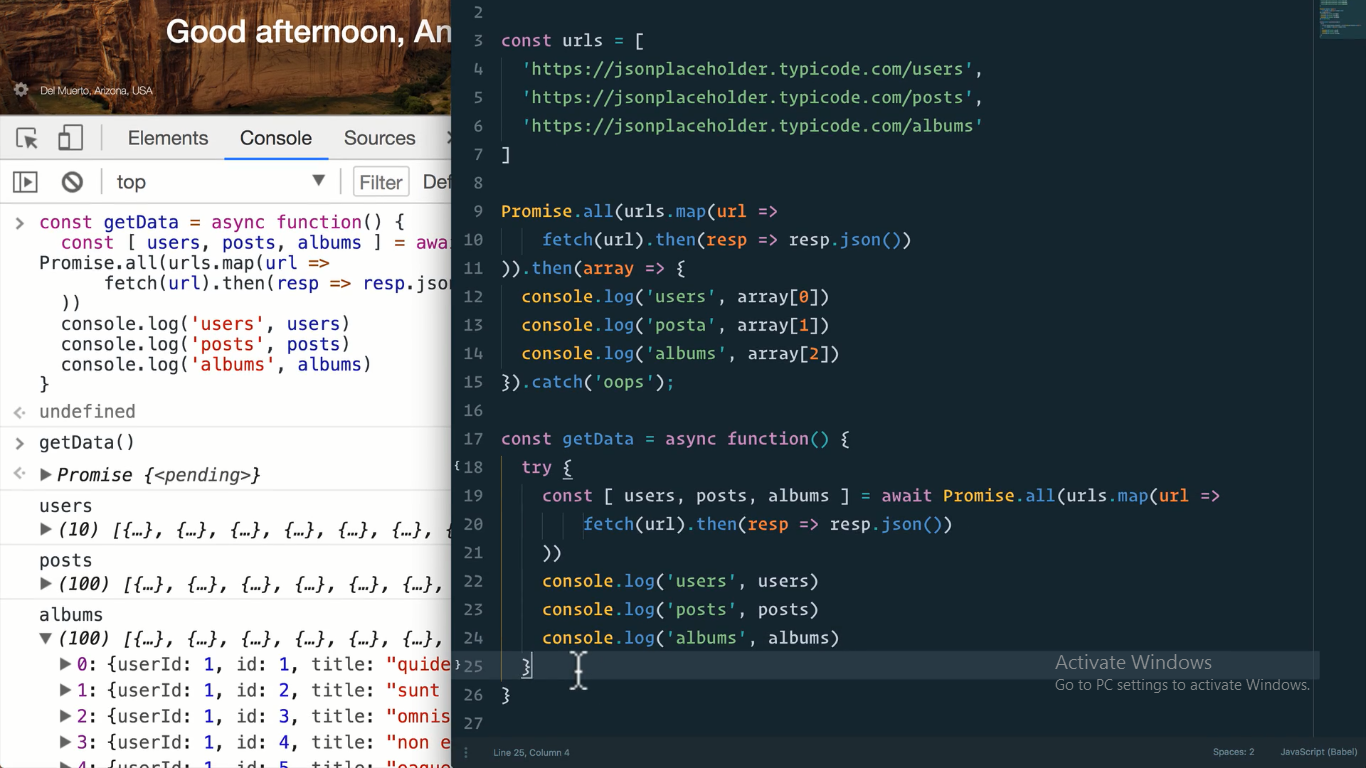 Good afternoon, An
Del Muerto, Arizona, USA
Elements Console Sources
top Filter Def
const getData = async function() {
const [ users, posts, albums ] = awai
Promise.all(urls.map(url =>
fetch(url).then(resp => resp.json
))
console.log('users', users)
console.log('posts', posts)
console.log('albums', albums)
}
undefined
getData()
Promise {<pending>}
users
(10) [{…}, {…}, {…}, {…}, {…}, {…}, {
posts
(100) [{…}, {…}, {…}, {…}, {…}, {…},
albums
(100) [{…}, {…}, {…}, {…}, {…}, {…},
0: {userId: 1, id: 1, title: "quide
1: {userId: 1, id: 2, title: "sunt
2: {userId: 1, id: 3, title: "omnis
3: {userId: 1, id: 4, title: "non e
4: {userId: 1, id: 5, title: "eaque
2
3 const urls = [
4 'https://jsonplaceholder.typicode.com/users',
5 'https://jsonplaceholder.typicode.com/posts',
6 'https://jsonplaceholder.typicode.com/albums'
7 ]
8
9 Promise.all(urls.map(url =>
10 fetch(url).then(resp => resp.json())
11 )).then(array => {
12 console.log('users', array[0])
13 console.log('posta', array[1])
14 console.log('albums', array[2])
15 }).catch('oops');
16
17 const getData = async function() {
18 try {
19 const [ users, posts, albums ] = await Promise.all(urls.map(url =>
20 fetch(url).then(resp => resp.json())
21 ))
22 console.log('users', users)
23 console.log('posts', posts)
24 console.log('albums', albums)
25 }
26 }
27
Activate Windows
Go to PC settings to activate Windows.
Line 25, Column 4
Spaces: 2
JavaScript (Babel)